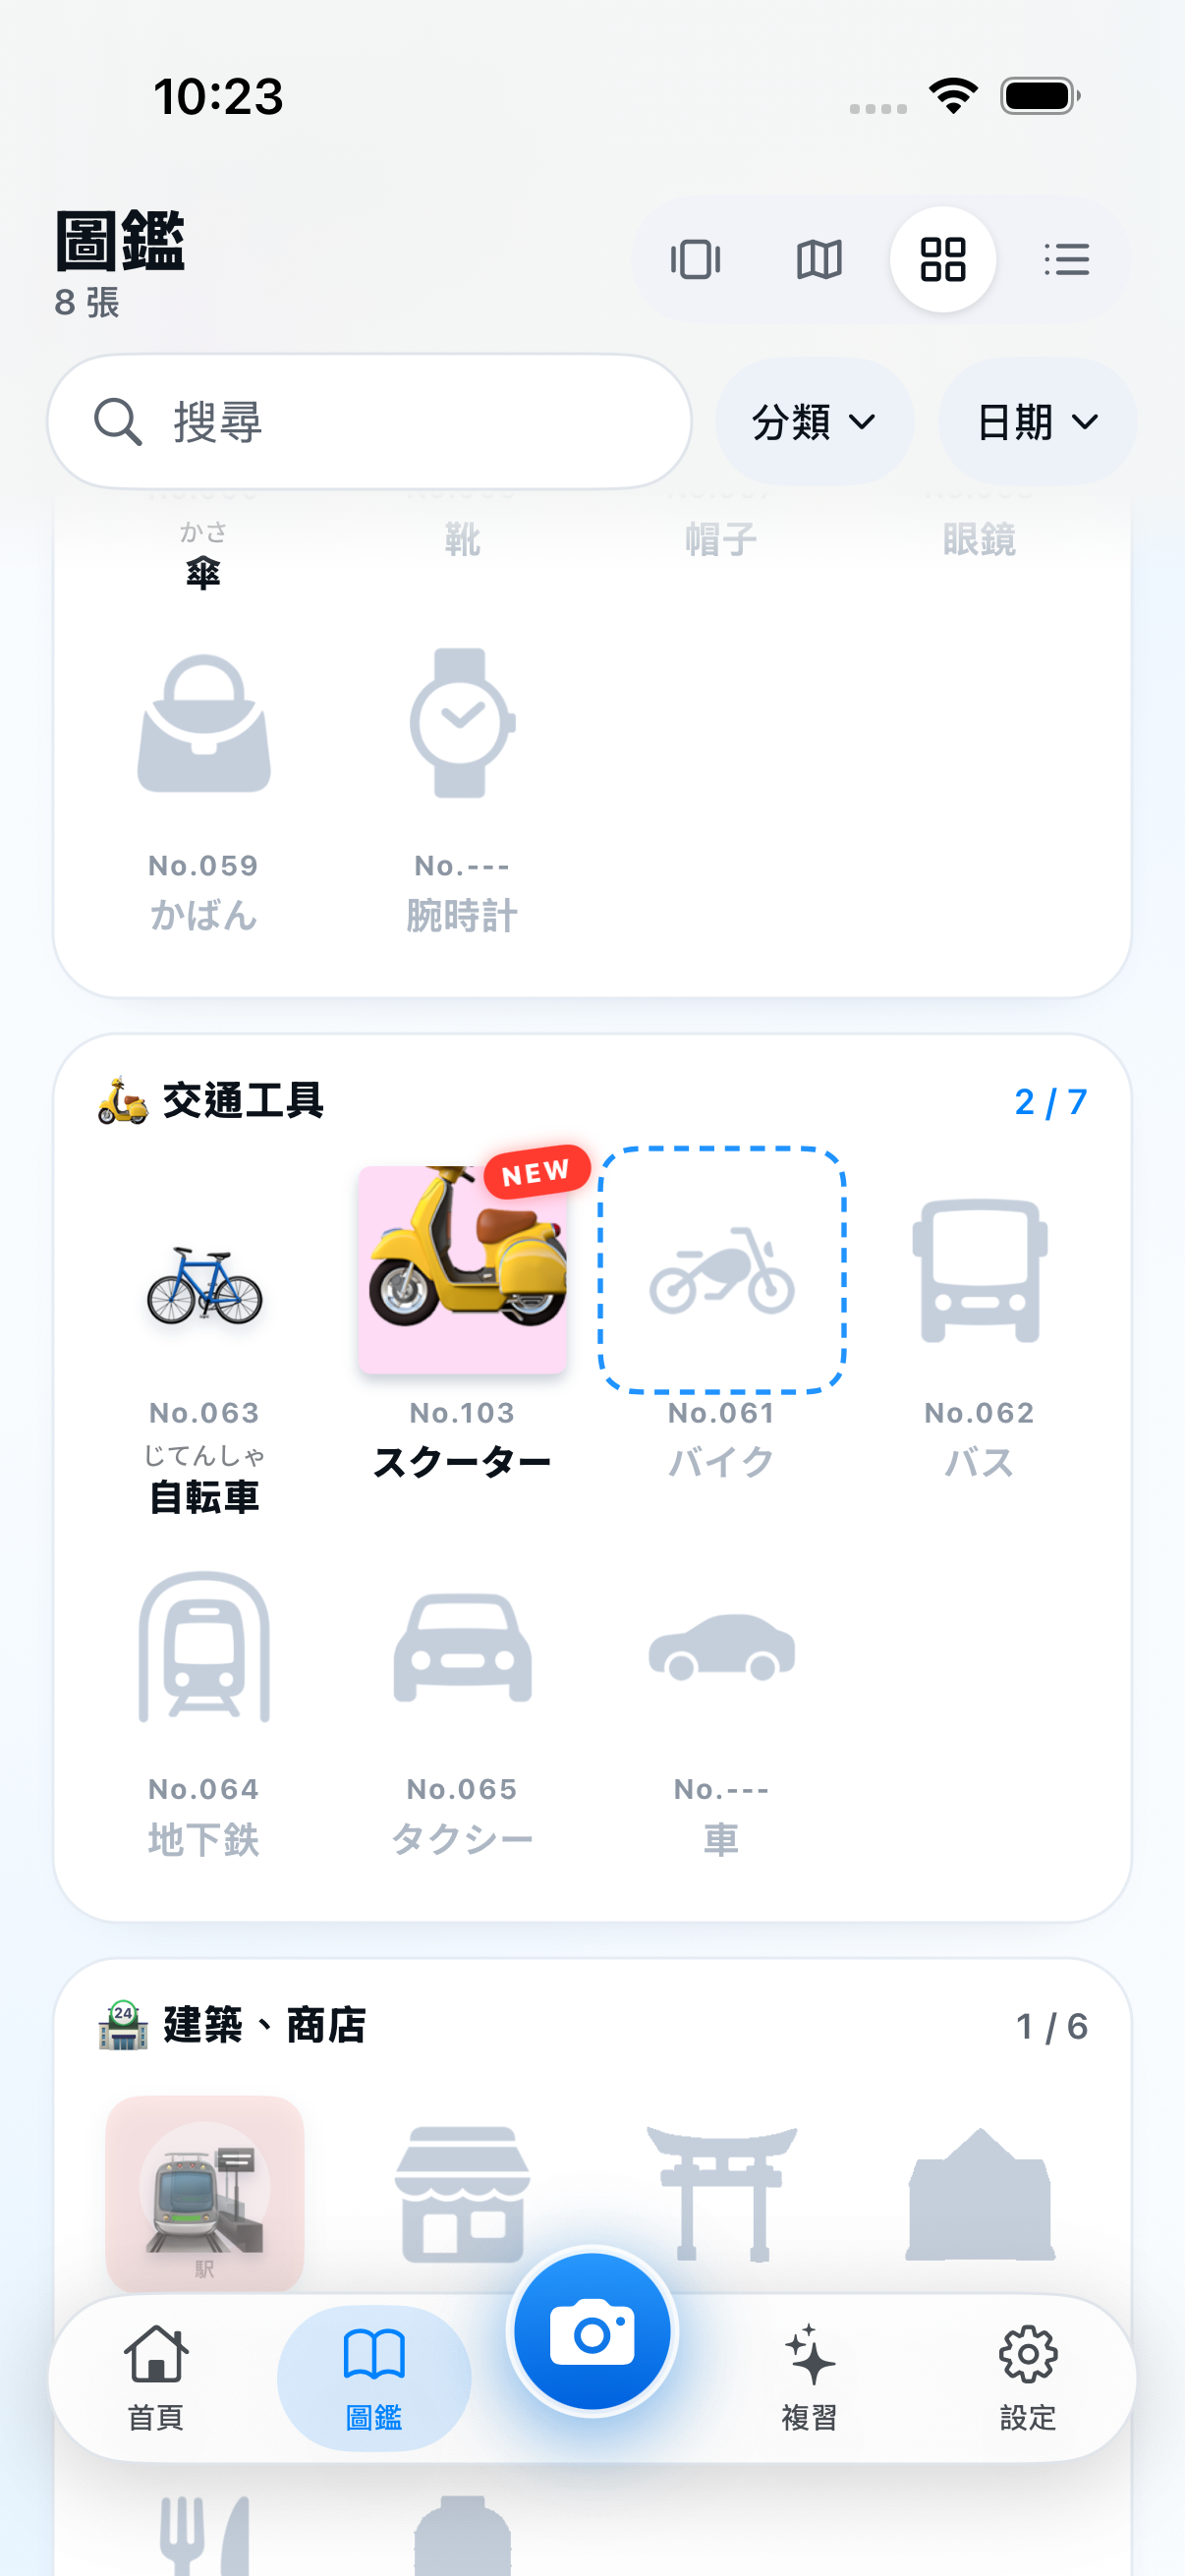 10:23
圖鑑
8 張
搜尋
分類
日期
かさ
傘
靴
帽子
眼鏡
No.059
No.---
かばん
腕時計
交通工具
2 / 7
NEW
No.063
No.103
No.061
No.062
じてんしゃ
自転車
スクーター
バイク
バス
No.064
No.065
No.---
地下鉄
タクシー
車
24
建築、商店
1 / 6
駅
首頁
圖鑑
複習
設定